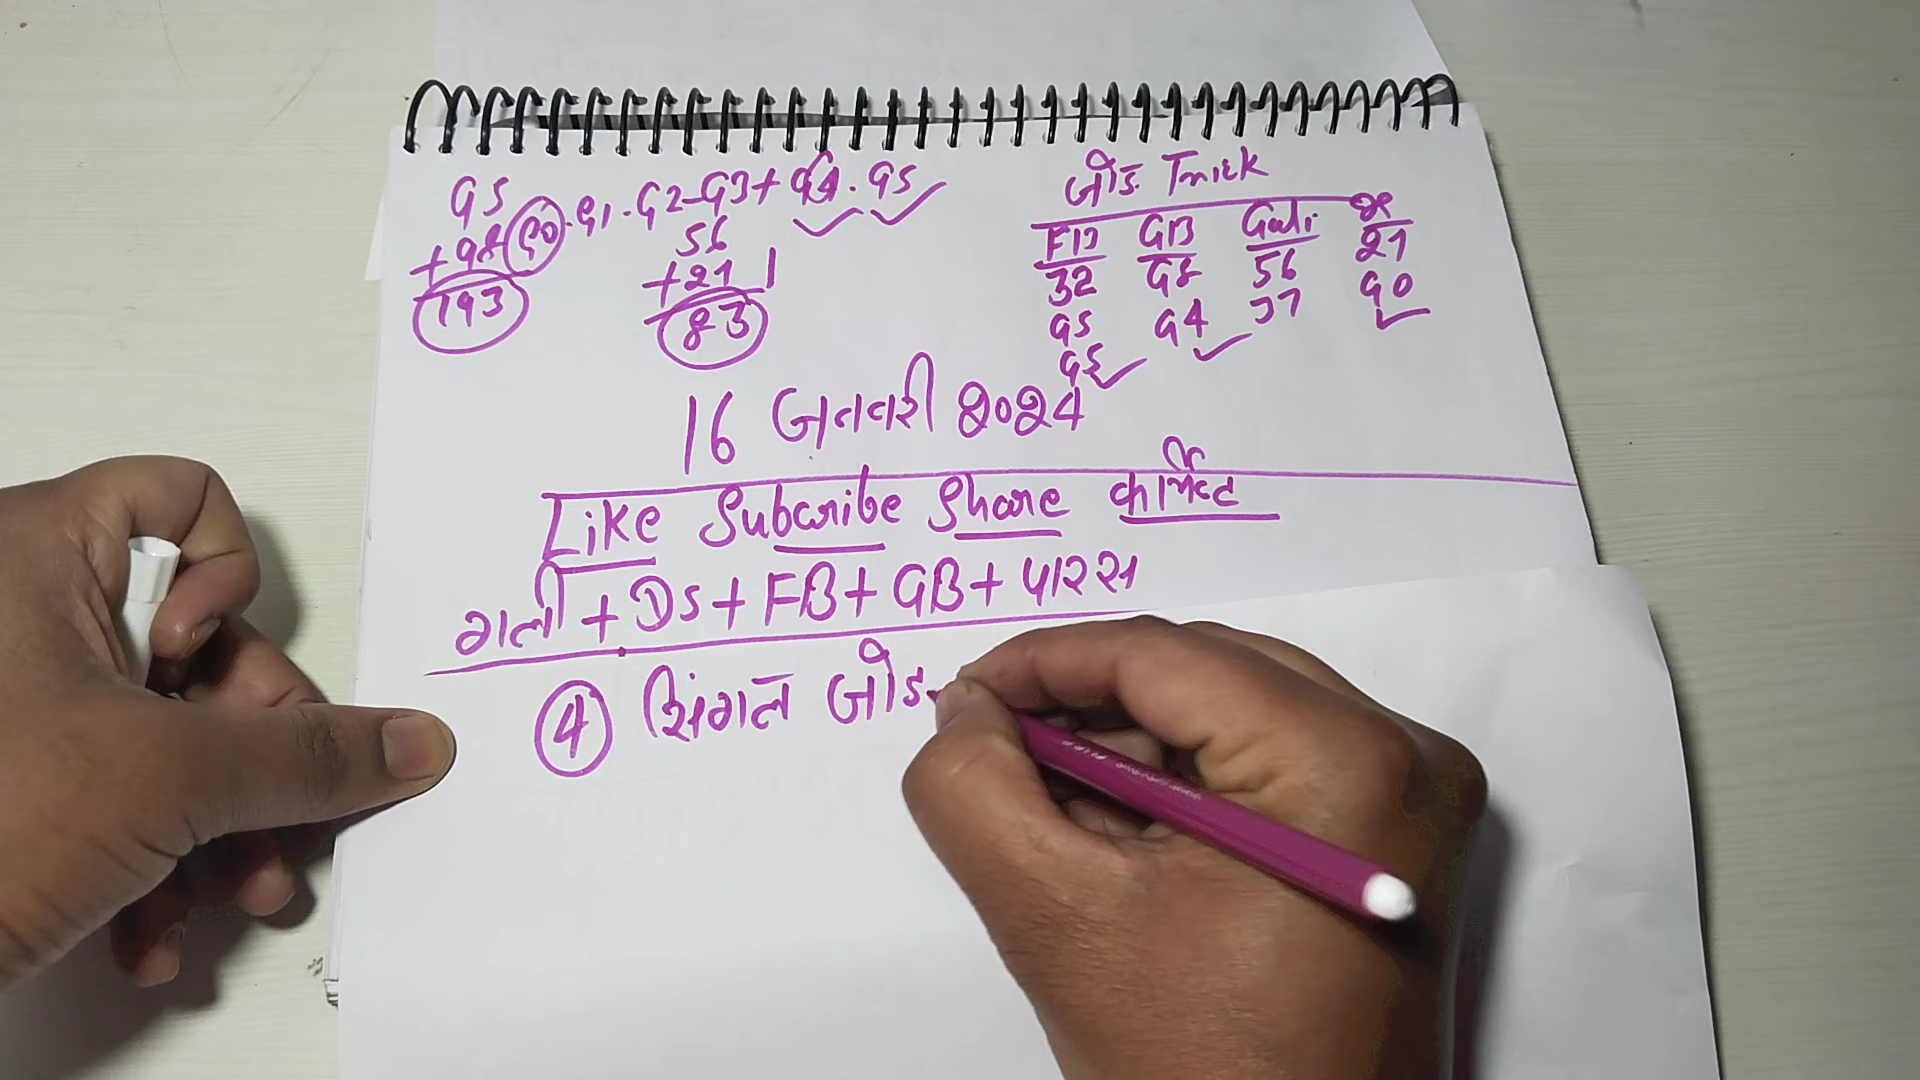 95
+98
193
90.91.92-93+94.95
56
+27
83
जोड Trick
FB GB Gali DS
32 98 56 27
95 94 37 90
96
16 जनवरी 2024
Like Subcribe Share कमेंट
गली + DS + FB + GB + पारस
4 सिंगल जोड